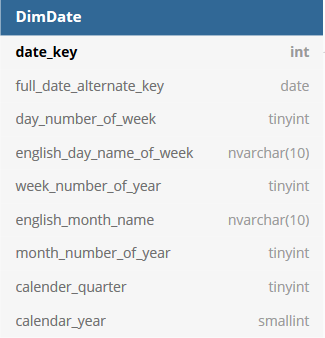 DimDate
date_key int
full_date_alternate_key date
day_number_of_week tinyint
english_day_name_of_week nvarchar(10)
week_number_of_year tinyint
english_month_name nvarchar(10)
month_number_of_year tinyint
calender_quarter tinyint
calendar_year smallint